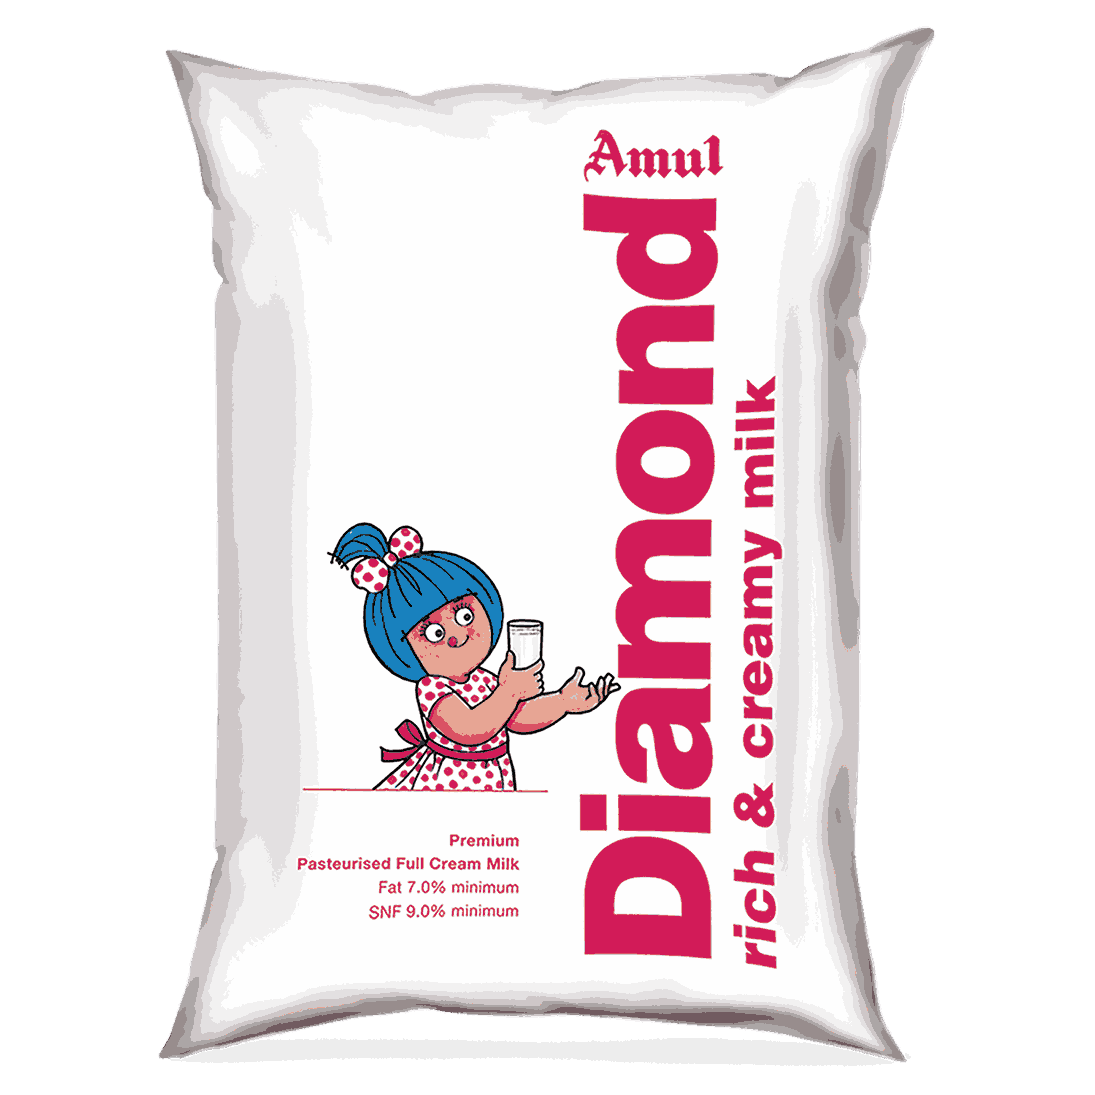 Amul
Diamond
rich & creamy milk
Premium
Pasteurised Full Cream Milk
Fat 7.0% minimum
SNF 9.0% minimum